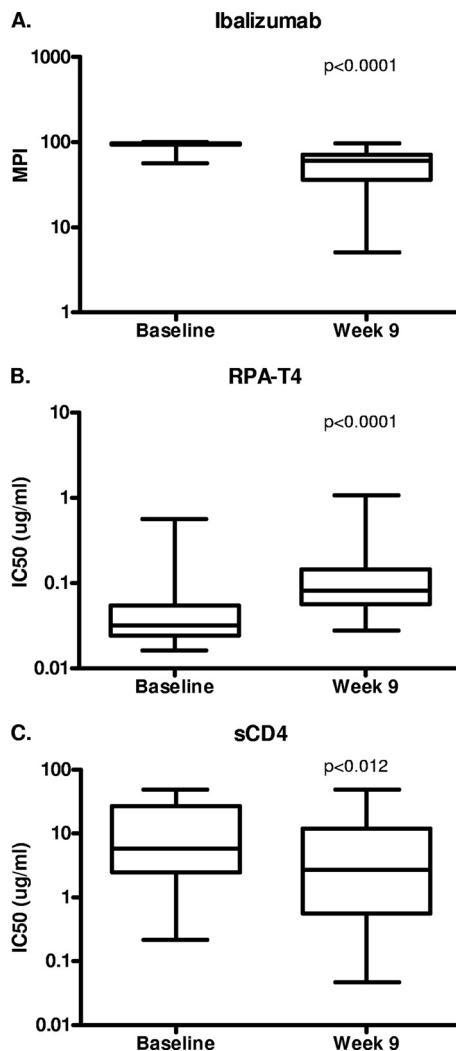 A. Ibalizumab
p<0.0001
1000
100
10
1
MPI
Baseline Week 9
B. RPA-T4
p<0.0001
10
1
0.1
0.01
IC50 (ug/ml)
Baseline Week 9
C. sCD4
p<0.012
100
10
1
0.1
0.01
IC50 (ug/ml)
Baseline Week 9